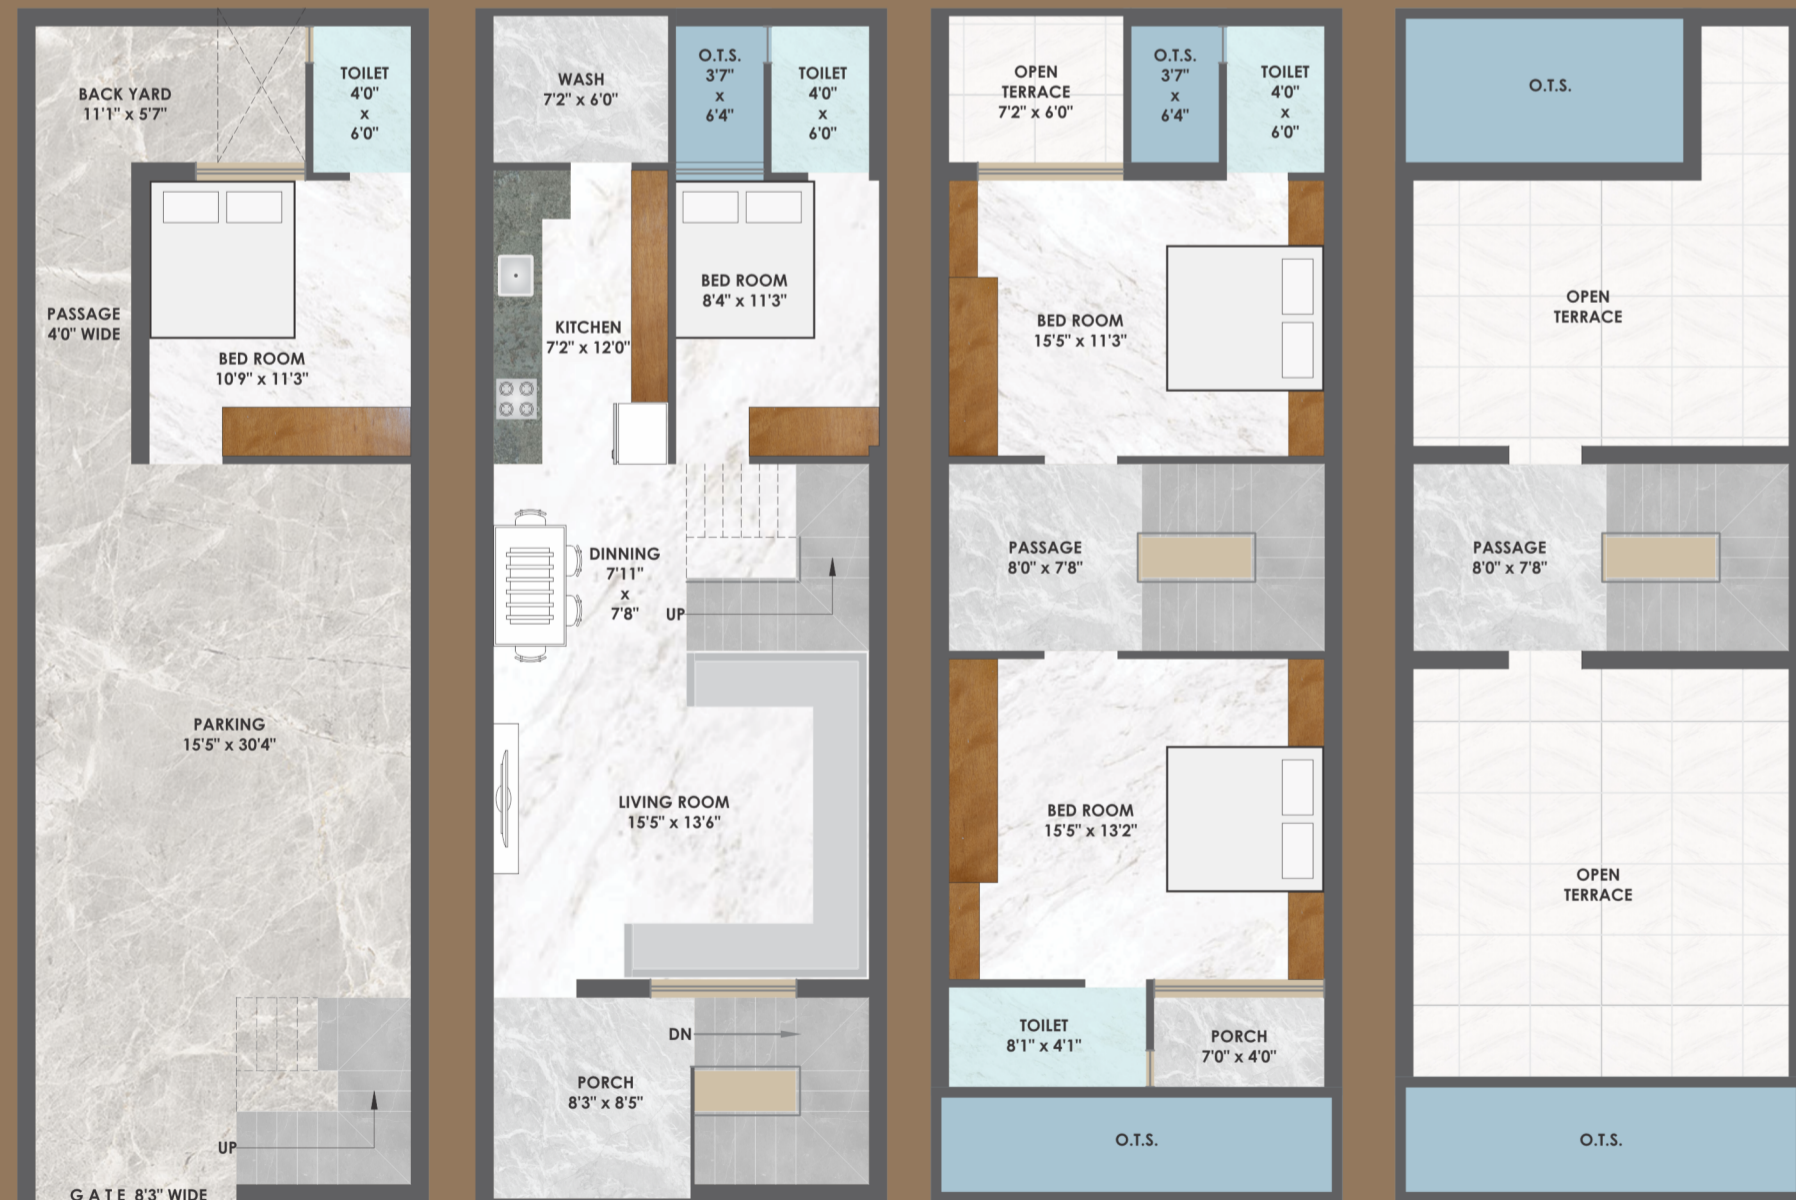 BACK YARD
11'1" x 5'7"
TOILET
4'0"
x
6'0"
PASSAGE
4'0" WIDE
BED ROOM
10'9" x 11'3"
PARKING
15'5" x 30'4"
UP
GATE 8'3" WIDE
WASH
7'2" x 6'0"
O.T.S.
3'7"
x
6'4"
TOILET
4'0"
x
6'0"
BED ROOM
8'4" x 11'3"
KITCHEN
7'2" x 12'0"
DINNING
7'11"
x
7'8"
UP
LIVING ROOM
15'5" x 13'6"
DN
PORCH
8'3" x 8'5"
OPEN
TERRACE
7'2" x 6'0"
O.T.S.
3'7"
x
6'4"
TOILET
4'0"
x
6'0"
BED ROOM
15'5" x 11'3"
PASSAGE
8'0" x 7'8"
BED ROOM
15'5" x 13'2"
TOILET
8'1" x 4'1"
PORCH
7'0" x 4'0"
O.T.S.
O.T.S.
OPEN
TERRACE
PASSAGE
8'0" x 7'8"
OPEN
TERRACE
O.T.S.